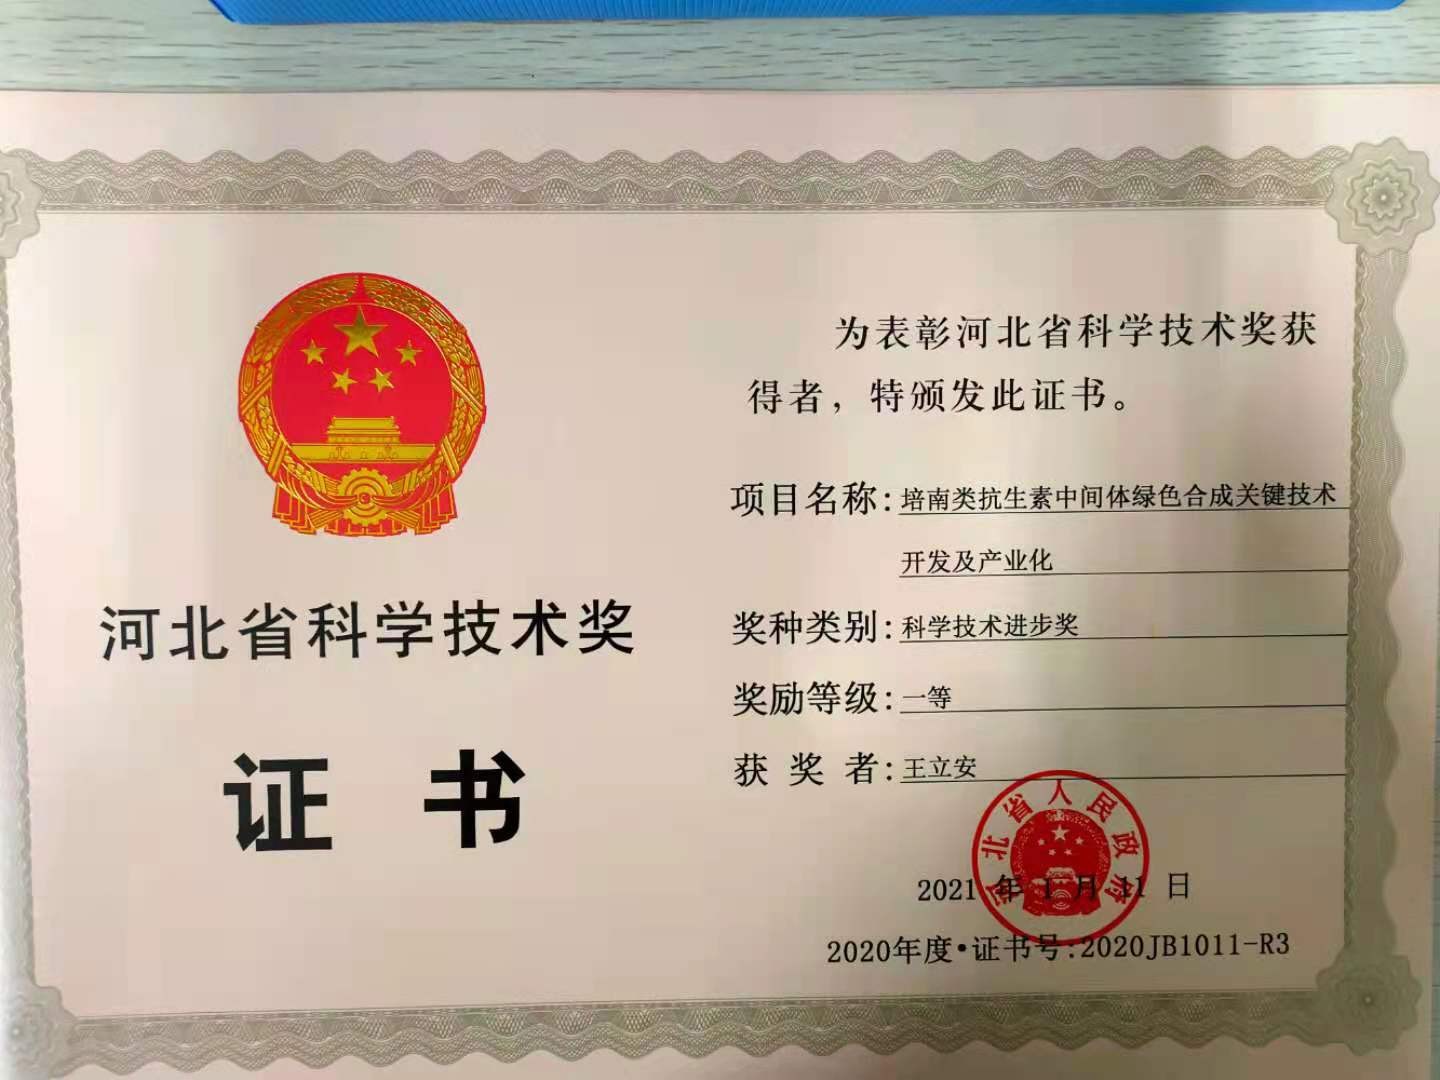 河北省科学技术奖
证书
为表彰河北省科学技术奖获
得者，特颁发此证书。
项目名称：培南类抗生素中间体绿色合成关键技术
开发及产业化
奖种类别：科学技术进步奖
奖励等级：一等
获奖者：王立安
河北省人民政府
2021年1月11日
2020年度·证书号：2020JB1011-R3